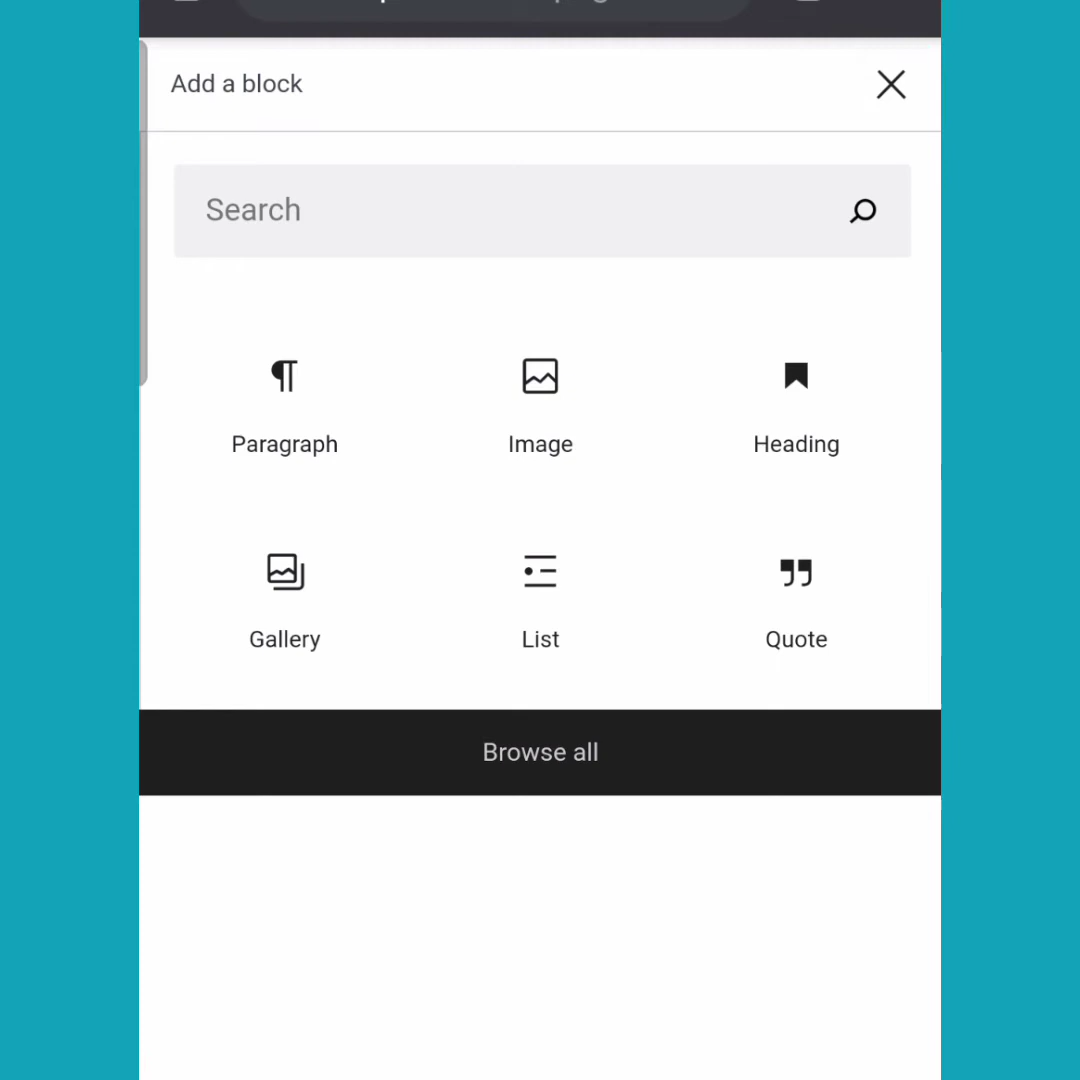 Add a block
Search
Paragraph
Image
Heading
Gallery
List
Quote
Browse all